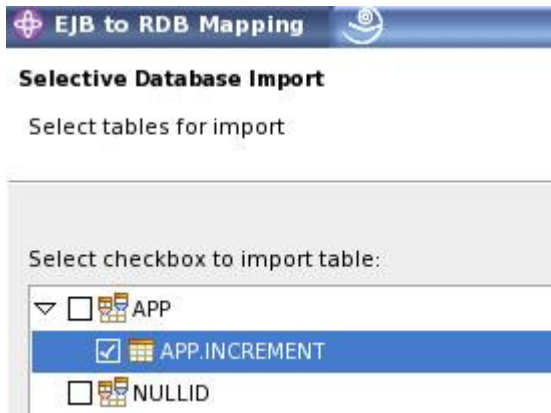 EJB to RDB Mapping
Selective Database Import
Select tables for import
Select checkbox to import table:
APP
APP.INCREMENT
NULLID